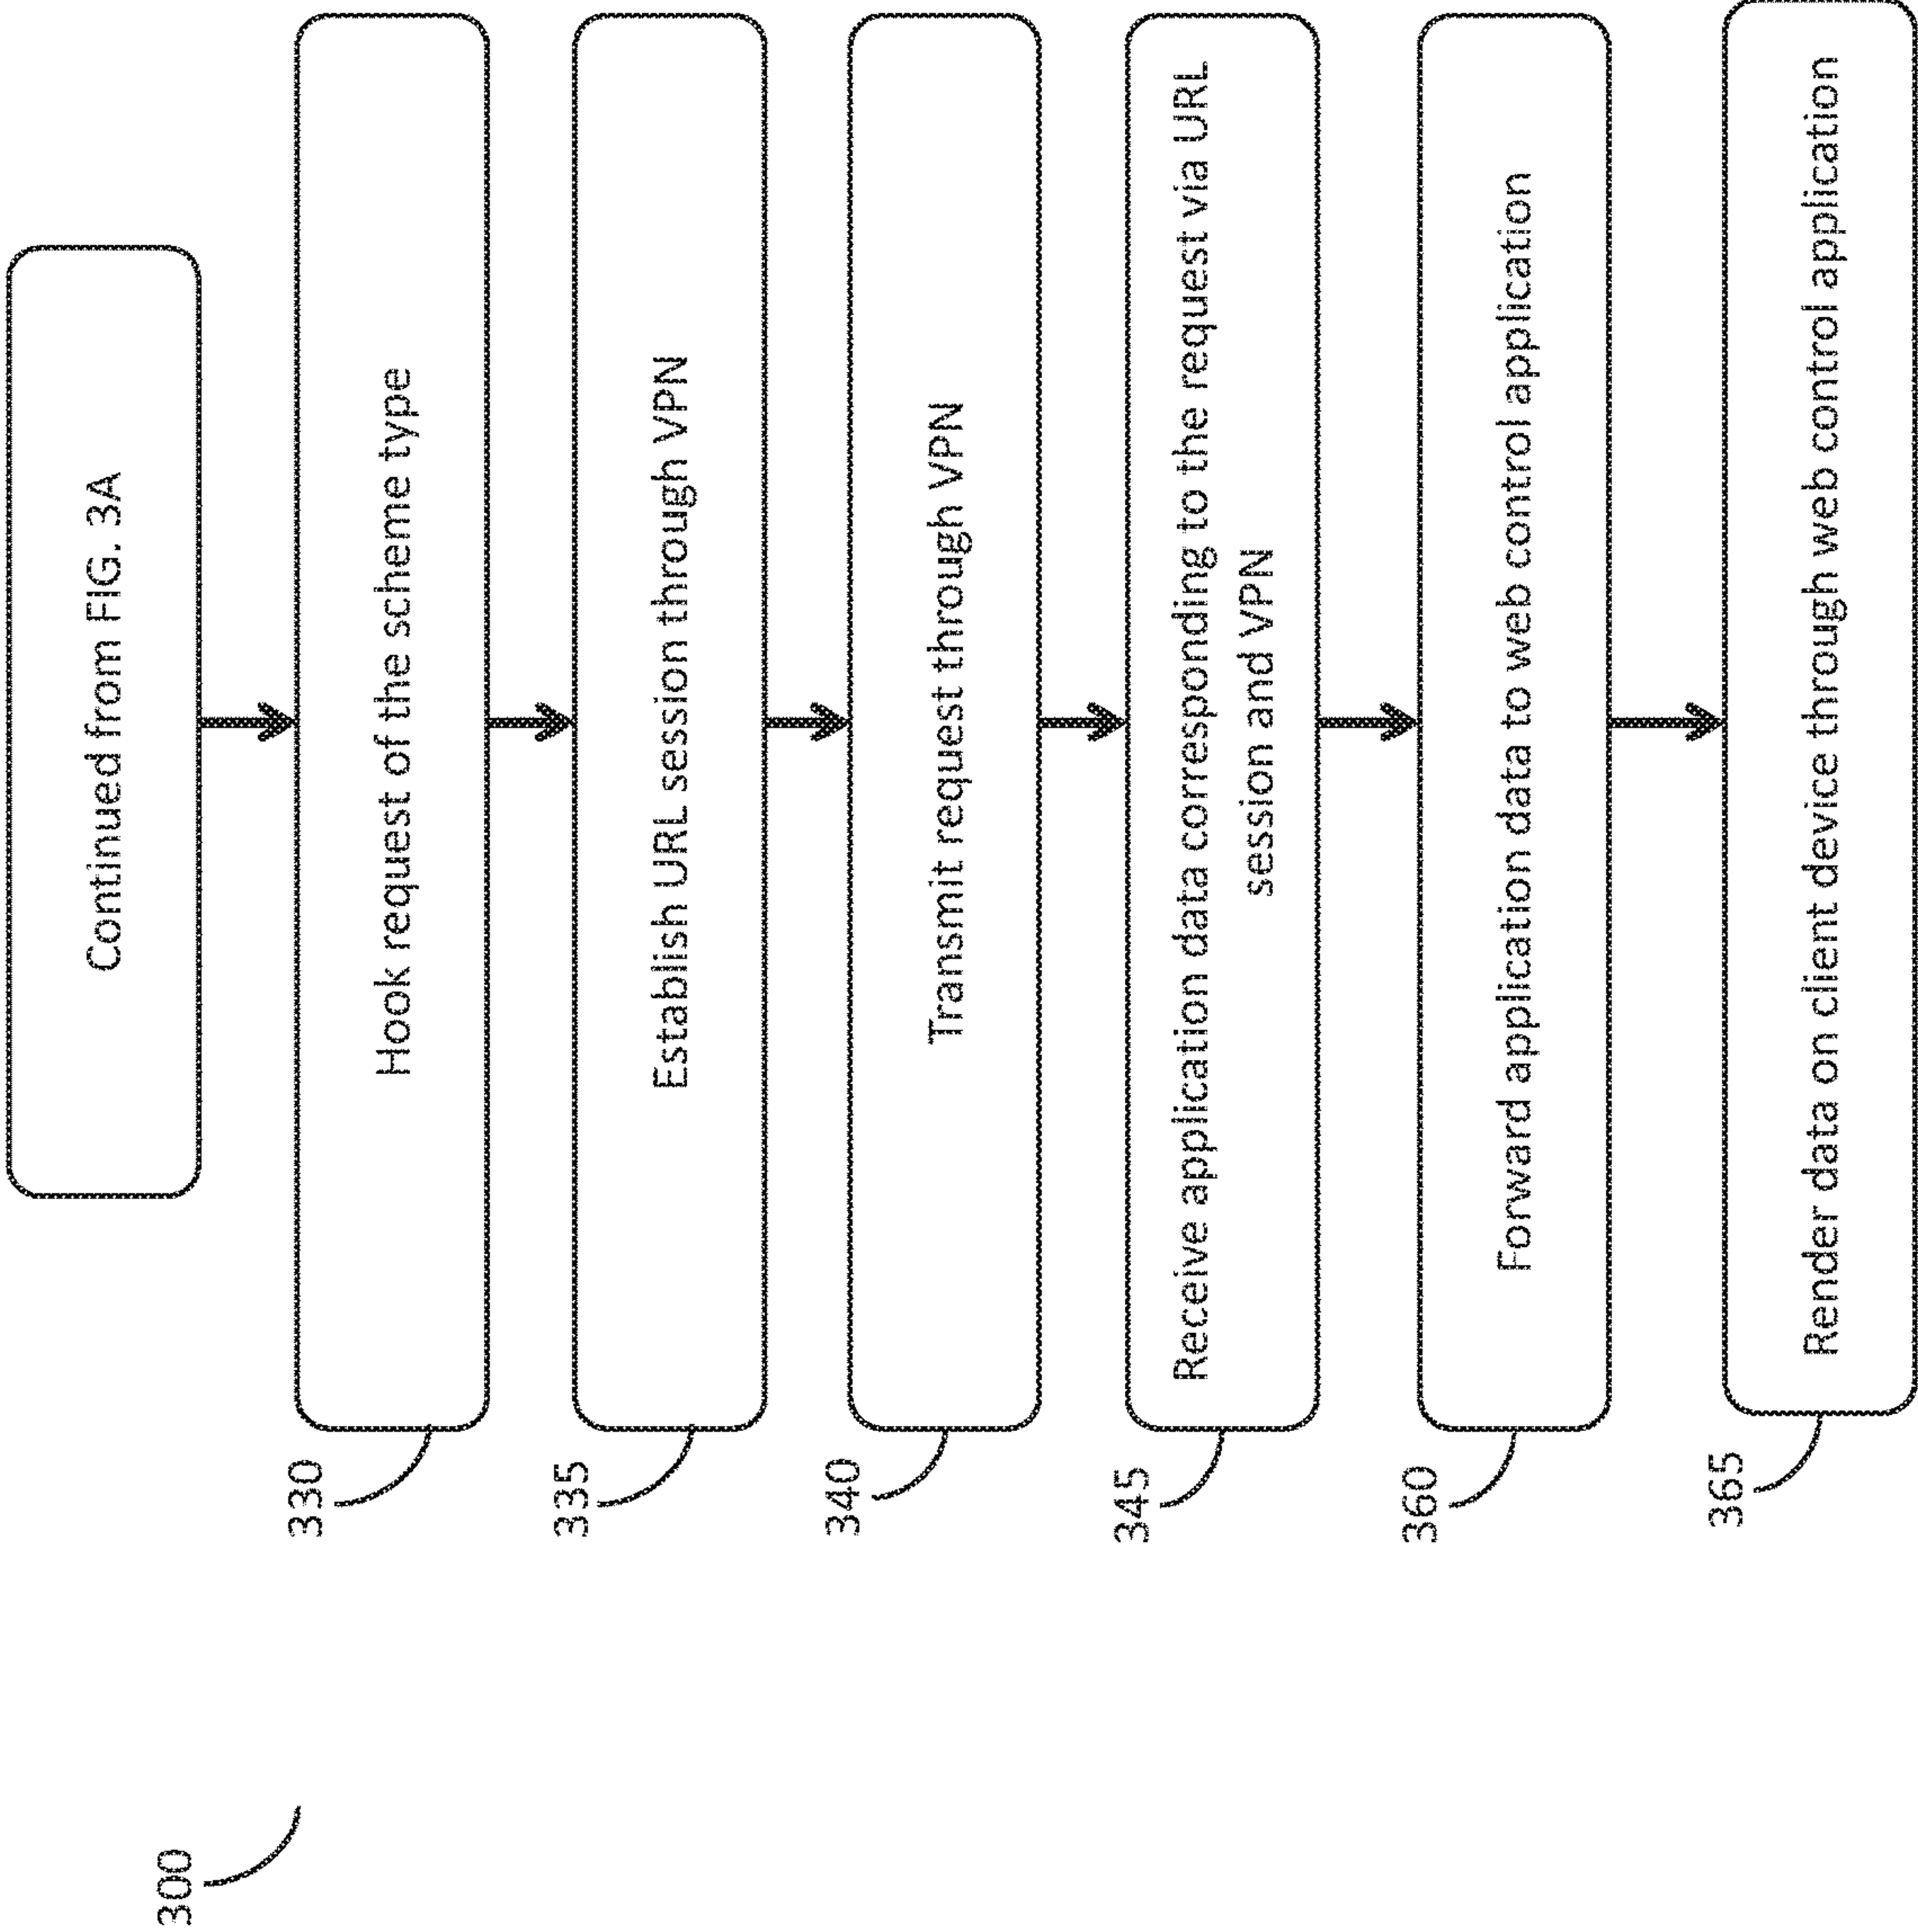 300
Continued from FIG. 3A
330
Hook request of the scheme type
335
Establish URL session through VPN
340
Transmit request through VPN
345
Receive application data corresponding to the request via URL
session and VPN
360
Forward application data to web control application
365
Render data on client device through web control application